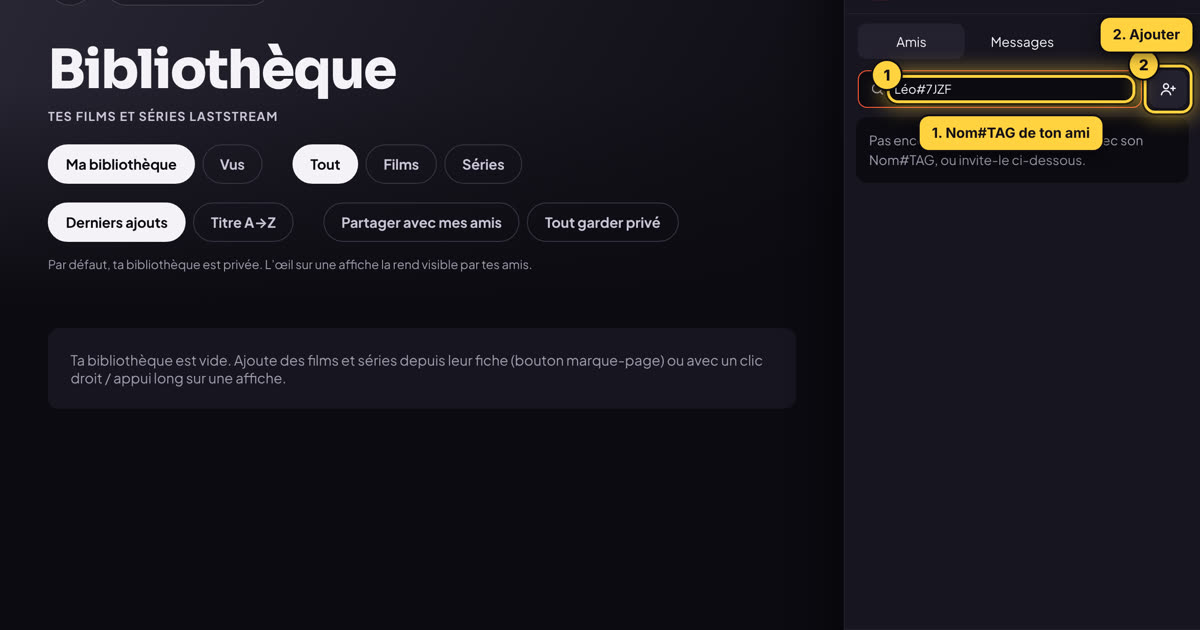 Bibliothèque
TES FILMS ET SÉRIES LASTSTREAM
Ma bibliothèque Vus Tout Films Séries
Derniers ajouts Titre A→Z Partager avec mes amis Tout garder privé
Par défaut, ta bibliothèque est privée. L'œil sur une affiche la rend visible par tes amis.
Ta bibliothèque est vide. Ajoute des films et séries depuis leur fiche (bouton marque-page) ou avec un clic
droit / appui long sur une affiche.
Amis Messages
2. Ajouter
2
1
Léo#7JZF
1. Nom#TAG de ton ami
Pas son
Nom#TAG, ou invite-le ci-dessous.